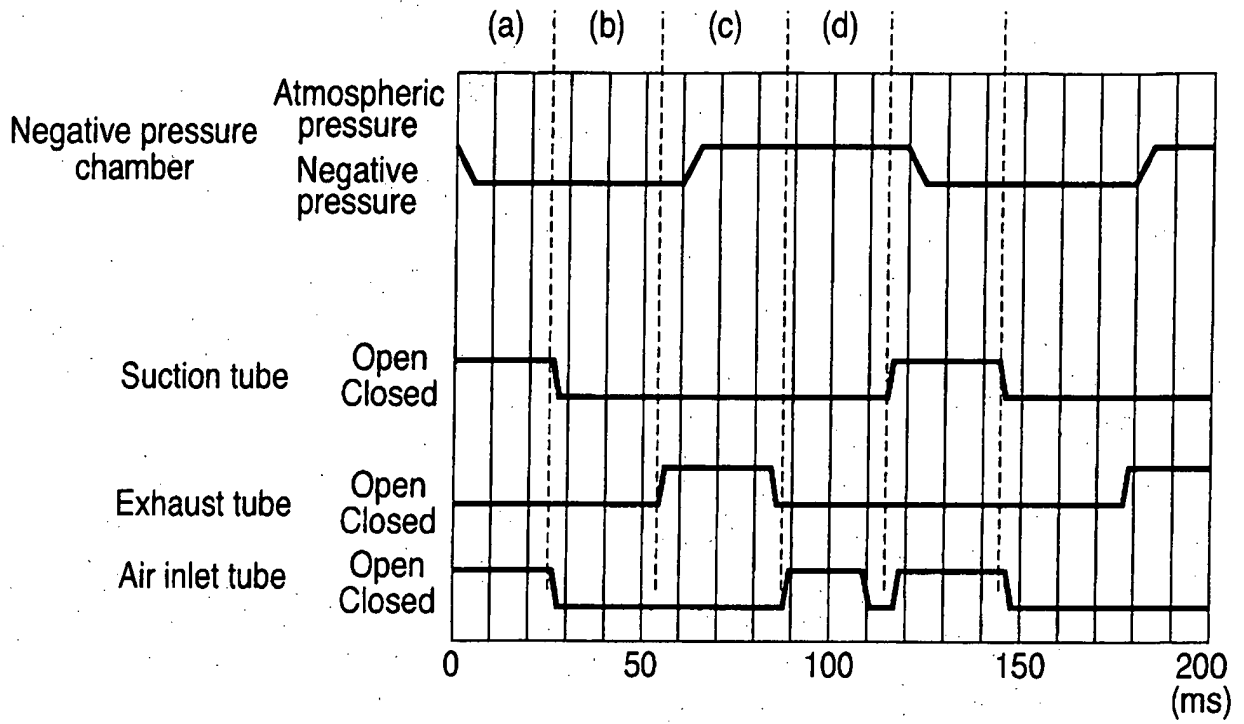 (a) (b) (c) (d)
Atmospheric
pressure
Negative pressure
chamber
Negative
pressure
Suction tube
Open
Closed
Exhaust tube
Open
Closed
Air inlet tube
Open
Closed
0 50 100 150 200
(ms)